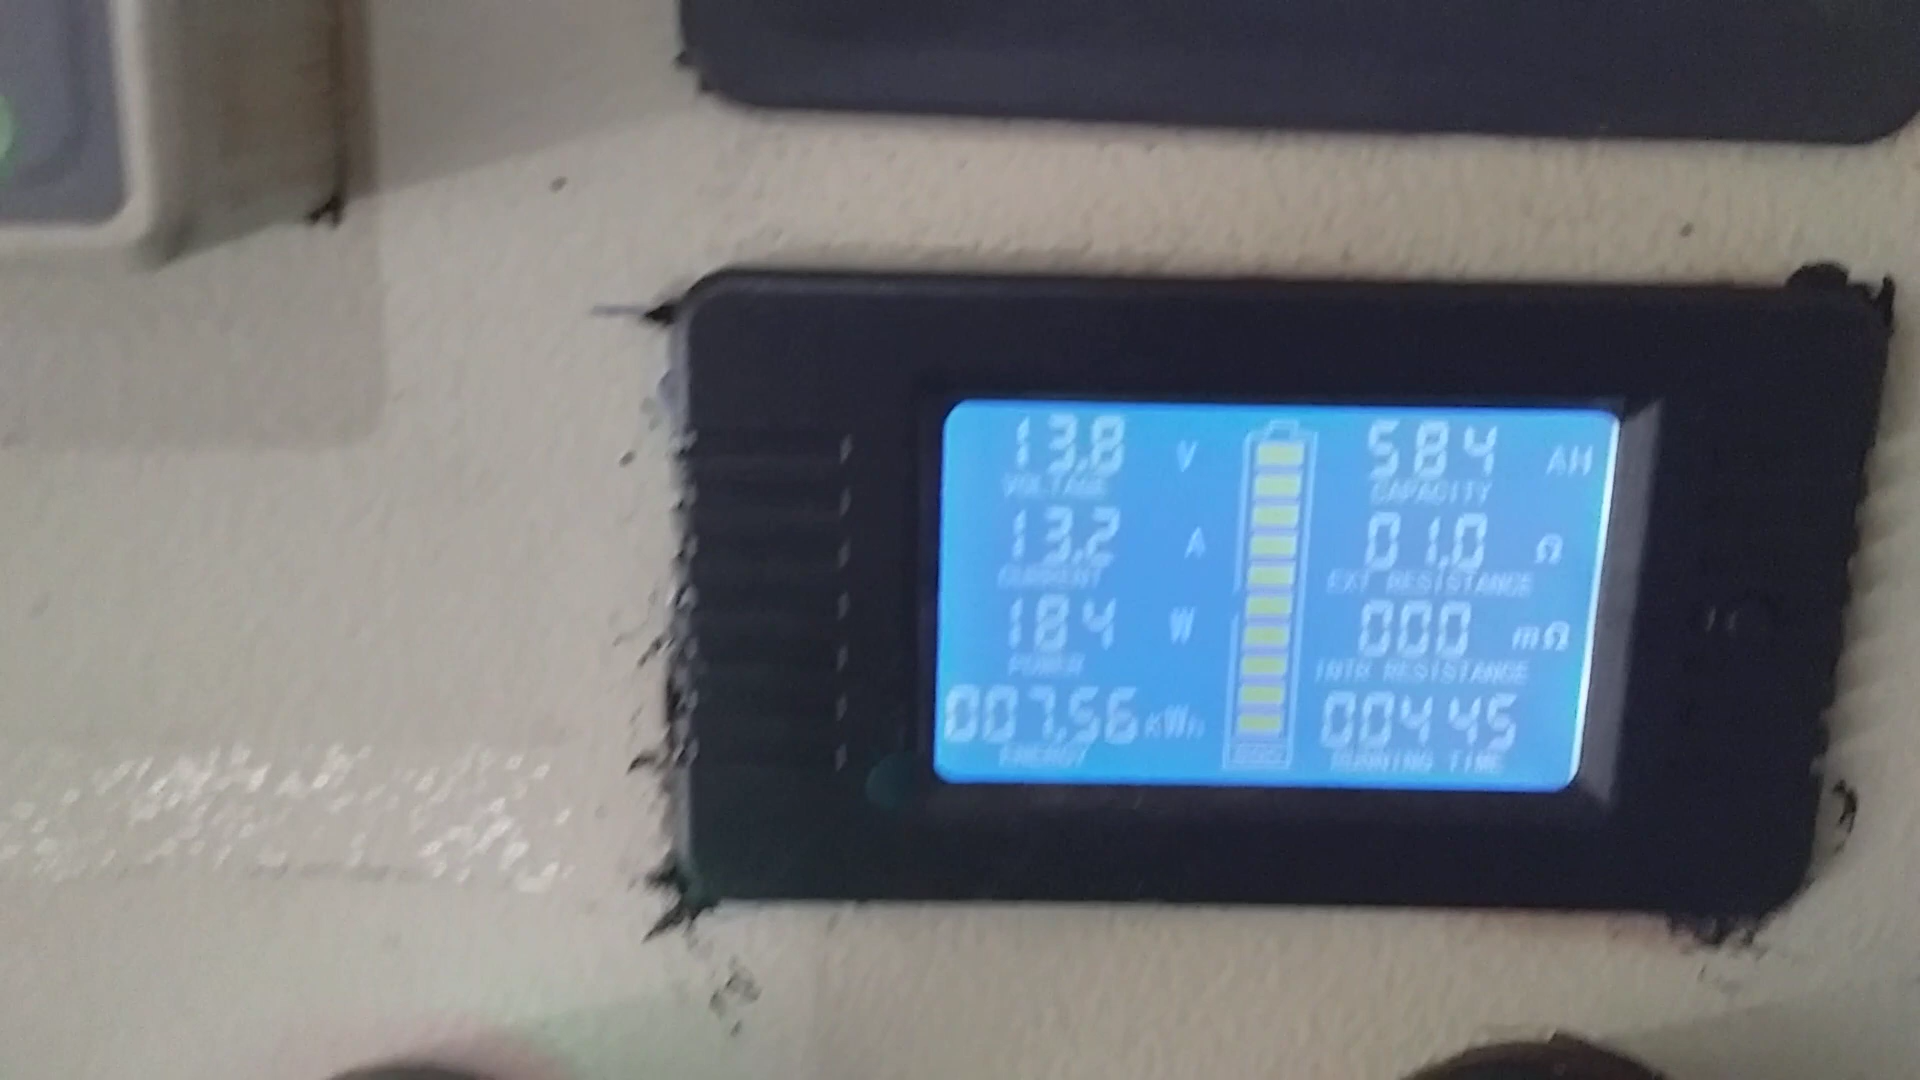 13.8 V
VOLTAGE
13.2 A
CURRENT
184 W
POWER
007.56 KWh
ENERGY
584 AH
CAPACITY
01.0 Ω
EXT RESISTANCE
000 mΩ
INTR RESISTANCE
00445
RUNNING TIME